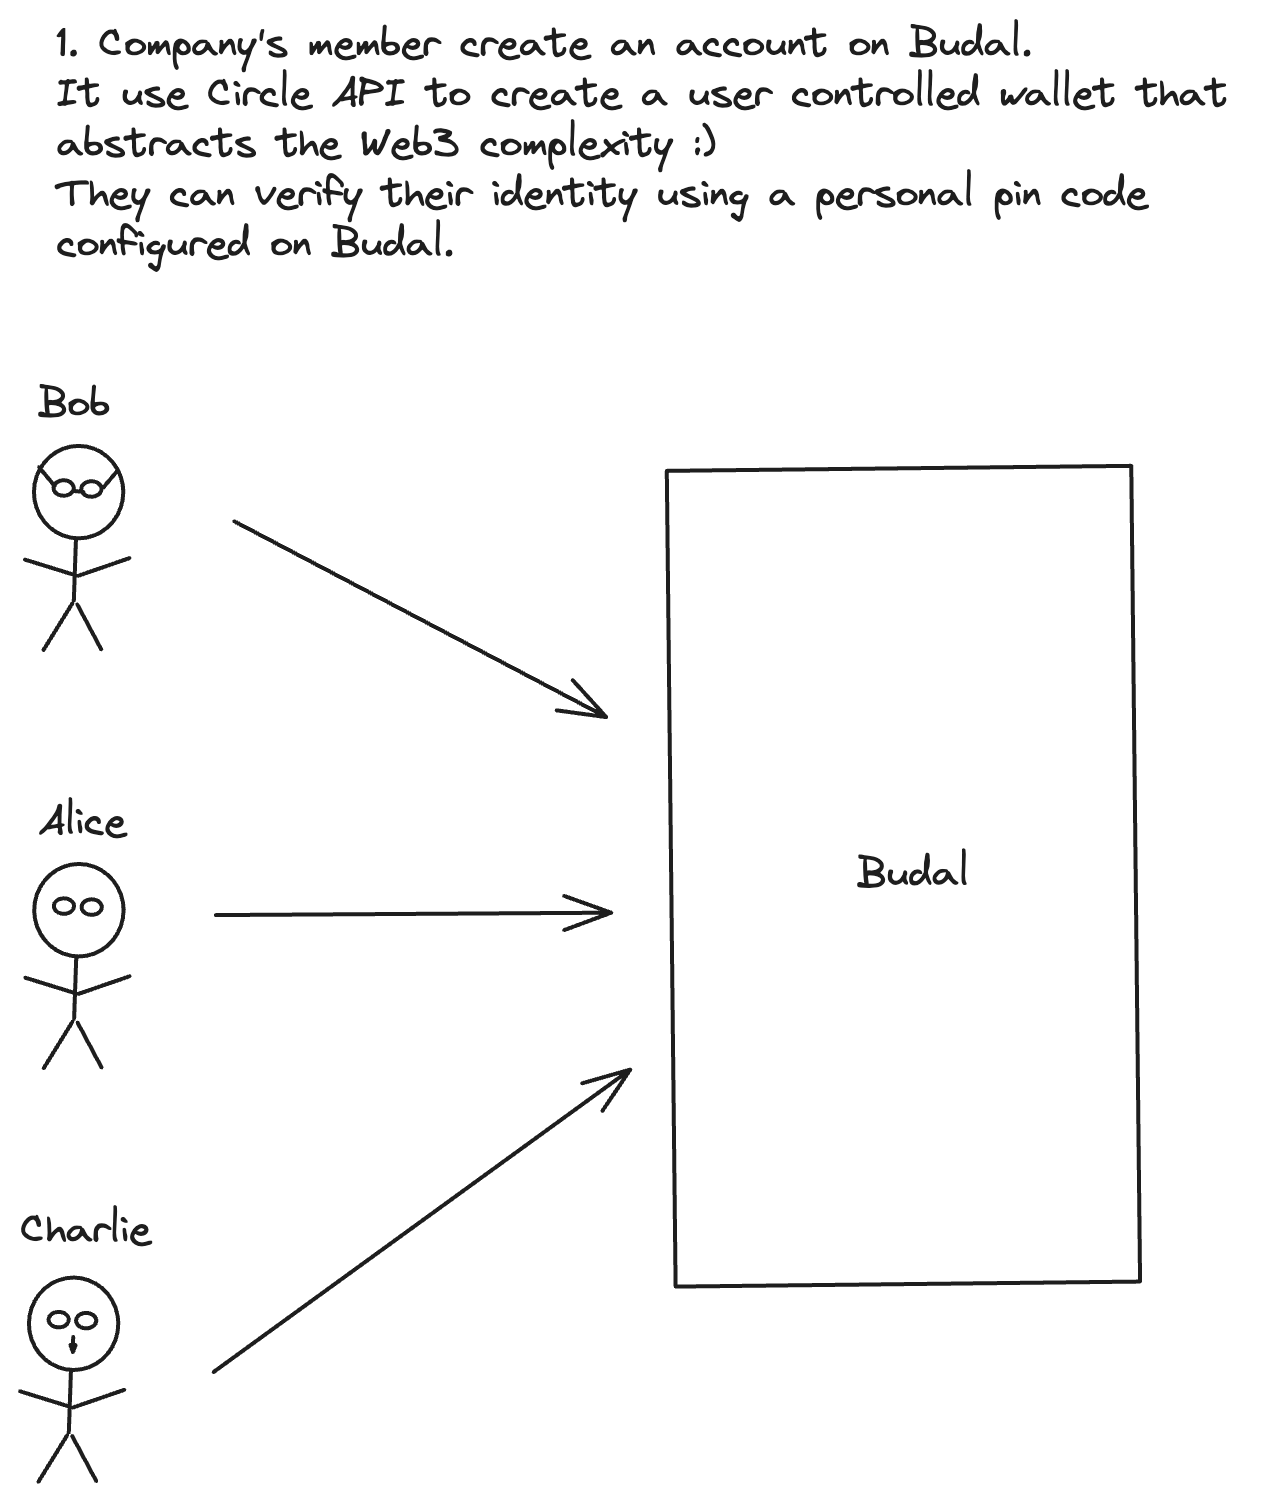 1. Company's member create an account on Budal.
It use Circle API to create a user controlled wallet that
abstracts the Web3 complexity :)
They can verify their identity using a personal pin code
configured on Budal.
Bob
Alice
Budal
Charlie